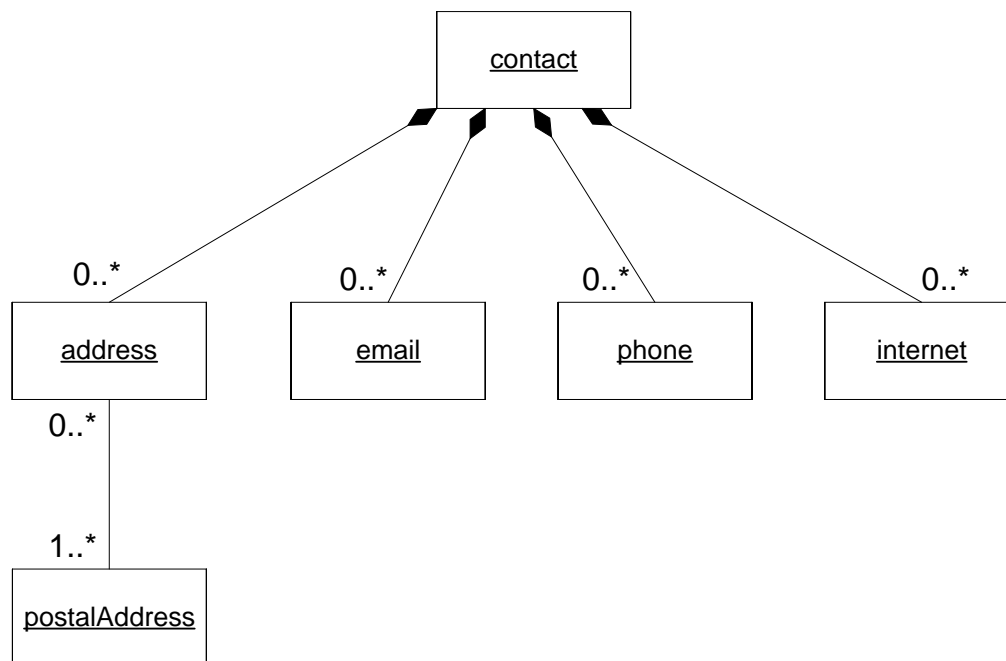 contact
0..*
0..*
0..*
0..*
address
email
phone
internet
0..*
1..*
postalAddress